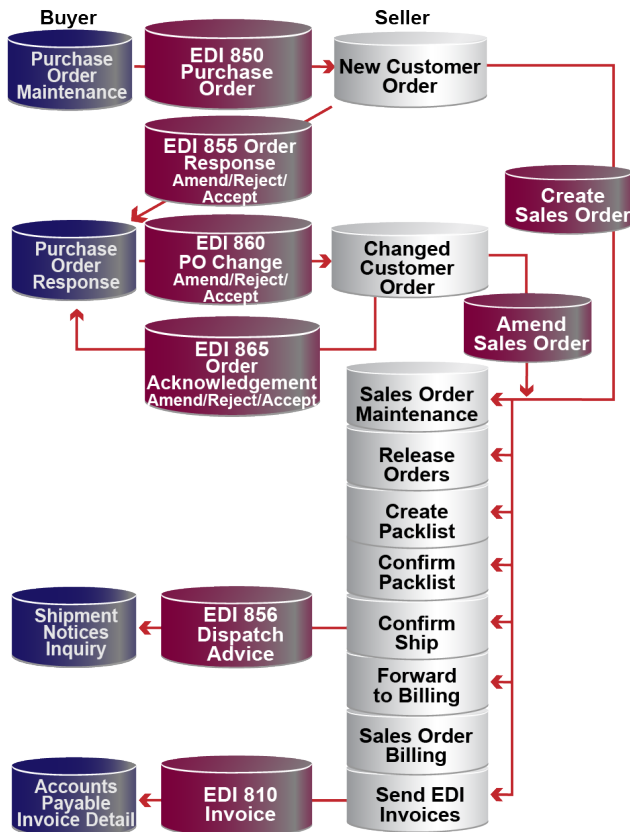 Buyer
Seller
Purchase
Order
Maintenance
EDI 850
Purchase
Order
New Customer
Order
EDI 855 Order
Response
Amend/Reject/
Accept
Create
Sales Order
Purchase
Order
Response
EDI 860
PO Change
Amend/Reject/
Accept
Changed
Customer
Order
Amend
Sales Order
EDI 865
Order
Acknowledgement
Amend/Reject/Accept
Sales Order
Maintenance
Release
Orders
Create
Packlist
Confirm
Packlist
Shipment
Notices
Inquiry
EDI 856
Dispatch
Advice
Confirm
Ship
Forward
to Billing
Sales Order
Billing
Accounts
Payable
Invoice Detail
EDI 810
Invoice
Send EDI
Invoices